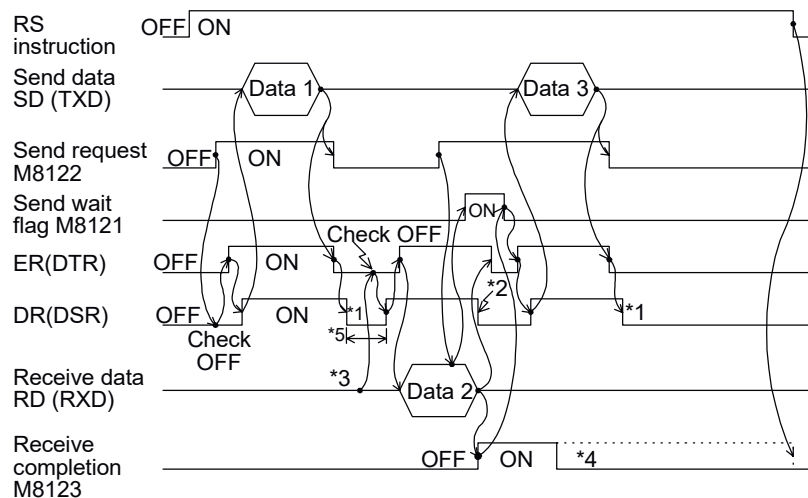 RS
instruction
OFF ON
Send data
SD (TXD)
Data 1
Data 3
Send request
M8122
OFF ON
Send wait
flag M8121
ON
Check OFF
ER(DTR)
OFF ON
DR(DSR)
OFF ON
*1
*2
*1
Check
OFF
*5
Receive data
RD (RXD)
*3
Data 2
Receive
completion
M8123
OFF ON
*4